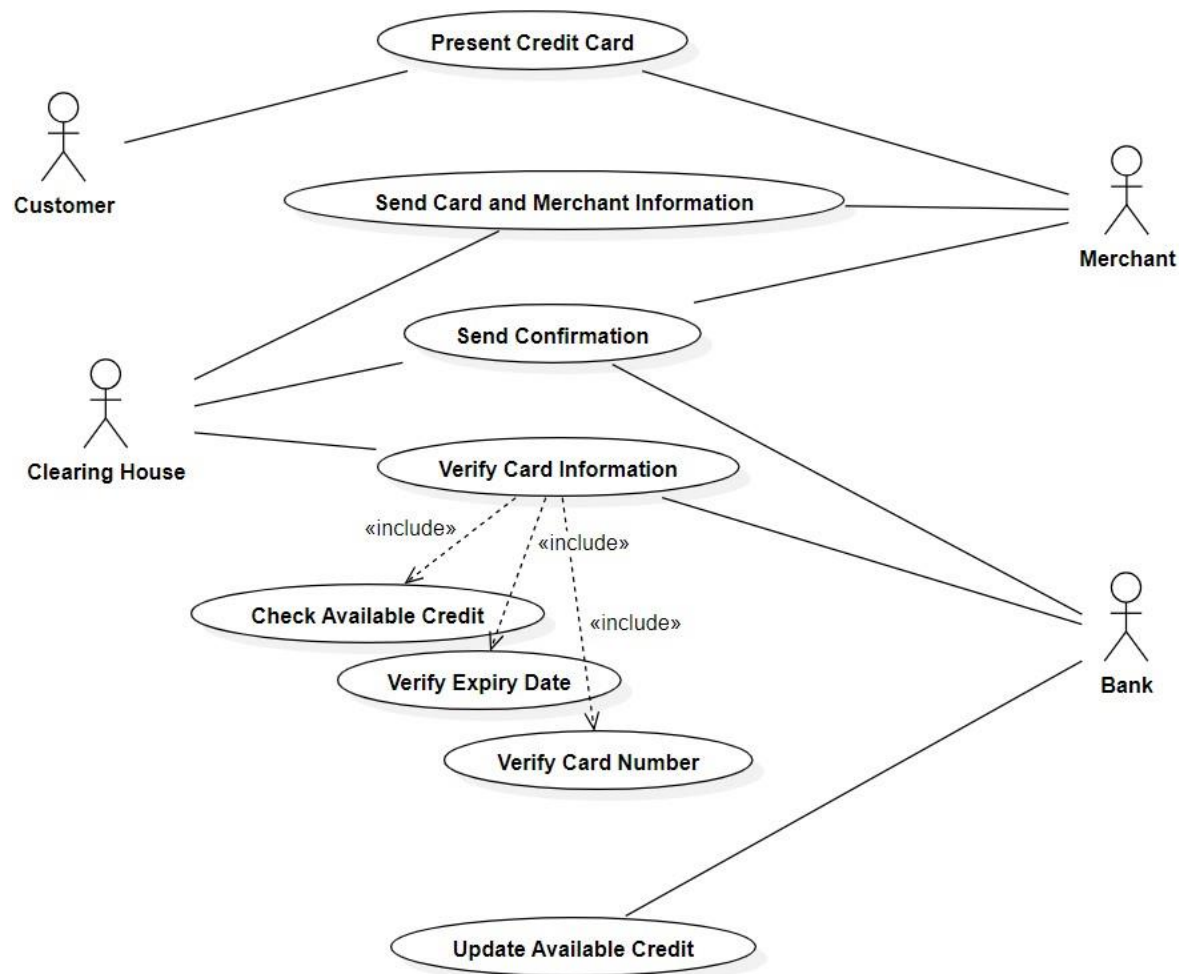 Present Credit Card
Customer
Send Card and Merchant Information
Merchant
Send Confirmation
Clearing House
Verify Card Information
«include»
«include»
«include»
Check Available Credit
Verify Expiry Date
Bank
Verify Card Number
Update Available Credit